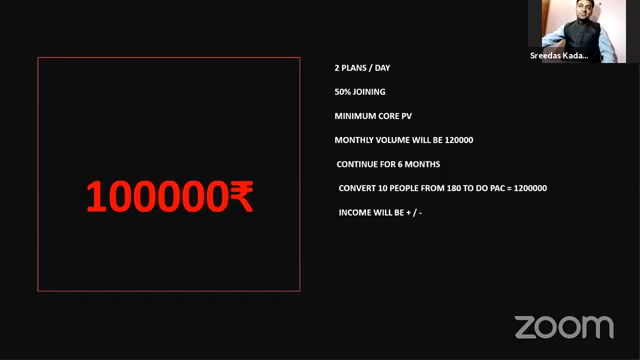 Sreedas Kada...
2 PLANS / DAY
50% JOINING
MINIMUM CORE PV
MONTHLY VOLUME WILL BE 120000
CONTINUE FOR 6 MONTHS
CONVERT 10 PEOPLE FROM 180 TO DO PAC = 1200000
INCOME WILL BE + / -
100000₹
zoom